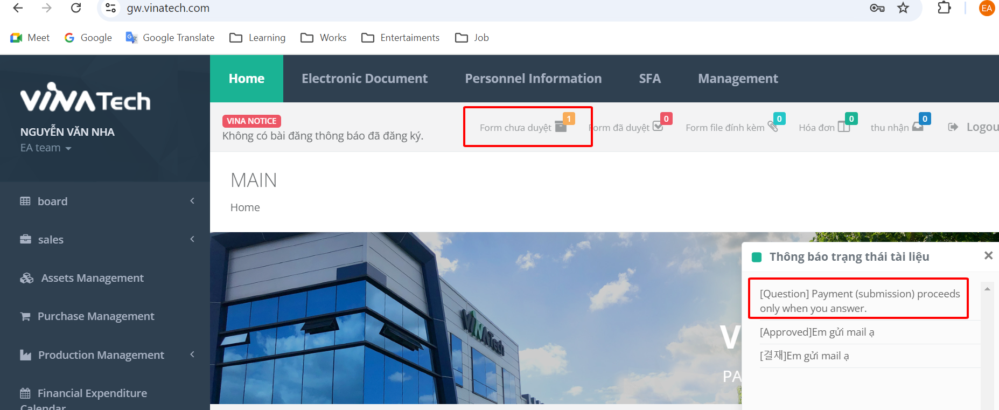 gw.vinatech.com
EA
Meet
Google
Google Translate
Learning
Works
Entertaiments
Job
ViNATech
NGUYỄN VĂN NHA
EA team
Home
Electronic Document
Personnel Information
SFA
Management
VINA NOTICE
Không có bài đăng thông báo đã đăng ký.
Form chưa duyệt 1
Form đã duyệt 0
Form file đính kèm 0
Hóa đơn 0
thu nhận 0
Logou
MAIN
Home
board
sales
Assets Management
Purchase Management
Production Management
Financial Expenditure
Calendar
ViNATech
V
PA
Thông báo trạng thái tài liệu
[Question] Payment (submission) proceeds
only when you answer.
[Approved]Em gửi mail ạ
[결재]Em gửi mail ạ